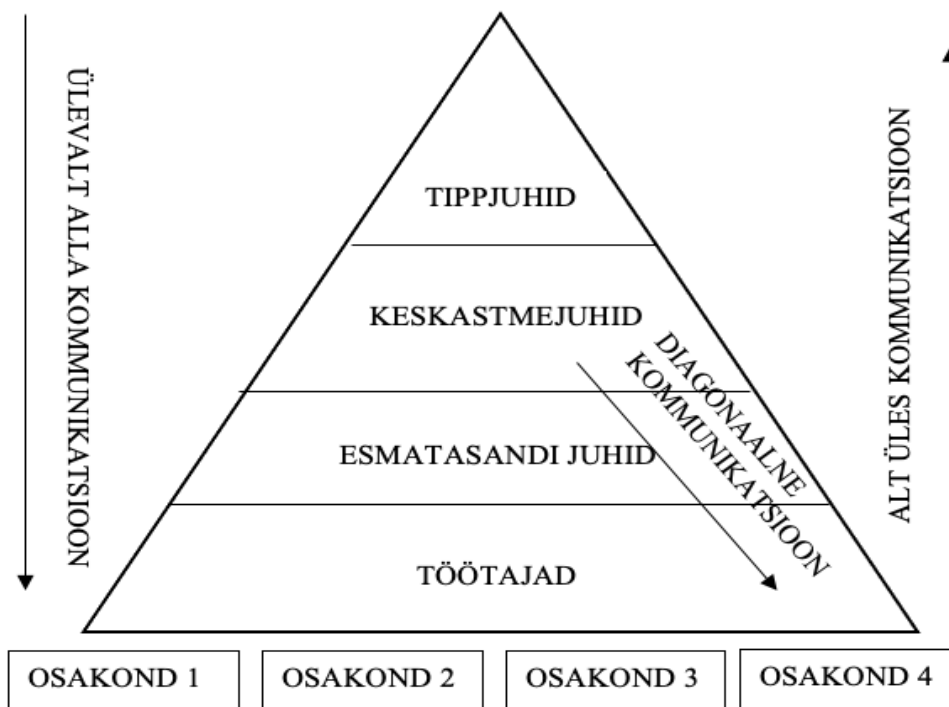 ÜLEVALT ALLA KOMMUNIKATSIOON
TIPPJUHID
KESKASTMEJUHID
ESMATASANDI JUHID
TÖÖTAJAD
DIAGONAALNE
KOMMUNIKATSIOON
ALT ÜLES KOMMUNIKATSIOON
OSAKOND 1
OSAKOND 2
OSAKOND 3
OSAKOND 4